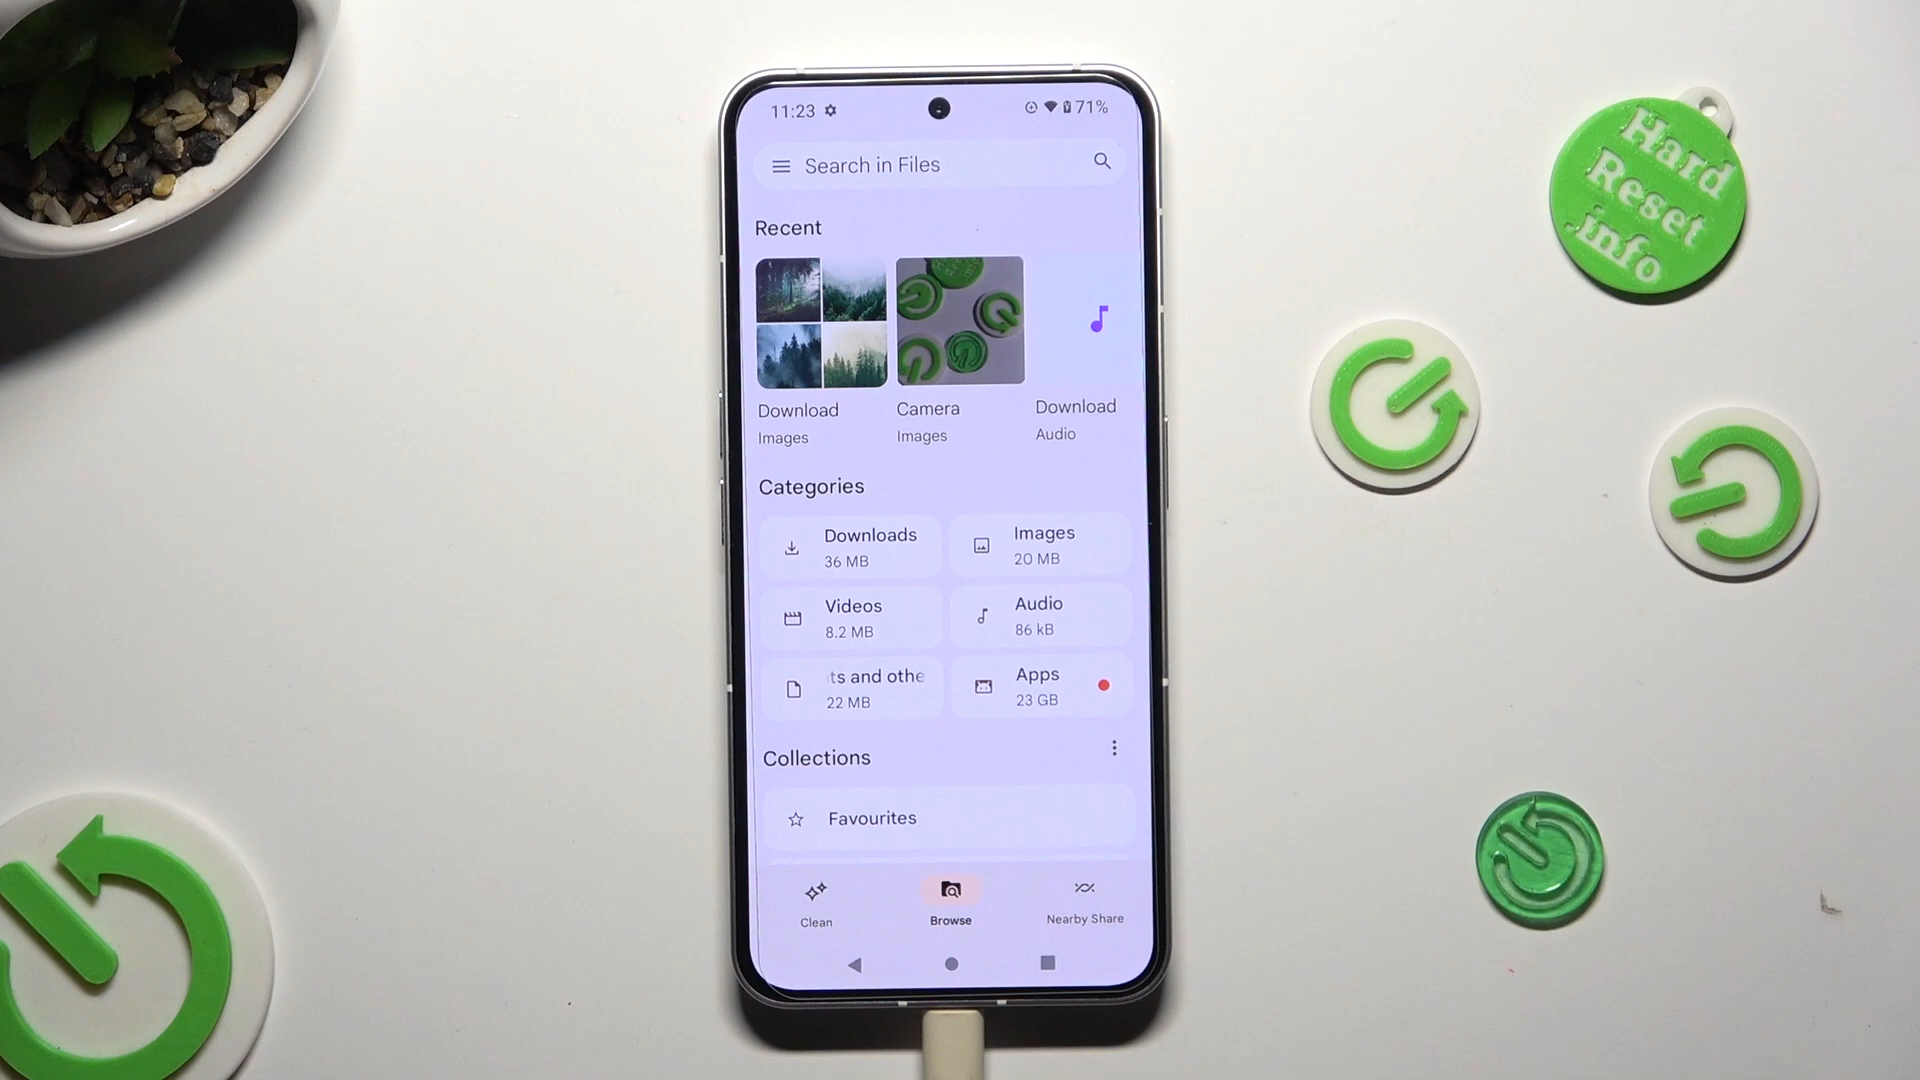 11:23
71%
Search in Files
Recent
Download
Images
Camera
Images
Download
Audio
Categories
Downloads
36 MB
Images
20 MB
Videos
8.2 MB
Audio
86 kB
ts and othe
22 MB
Apps
23 GB
Collections
Favourites
Clean
Browse
Nearby Share
Hard
Reset
.info